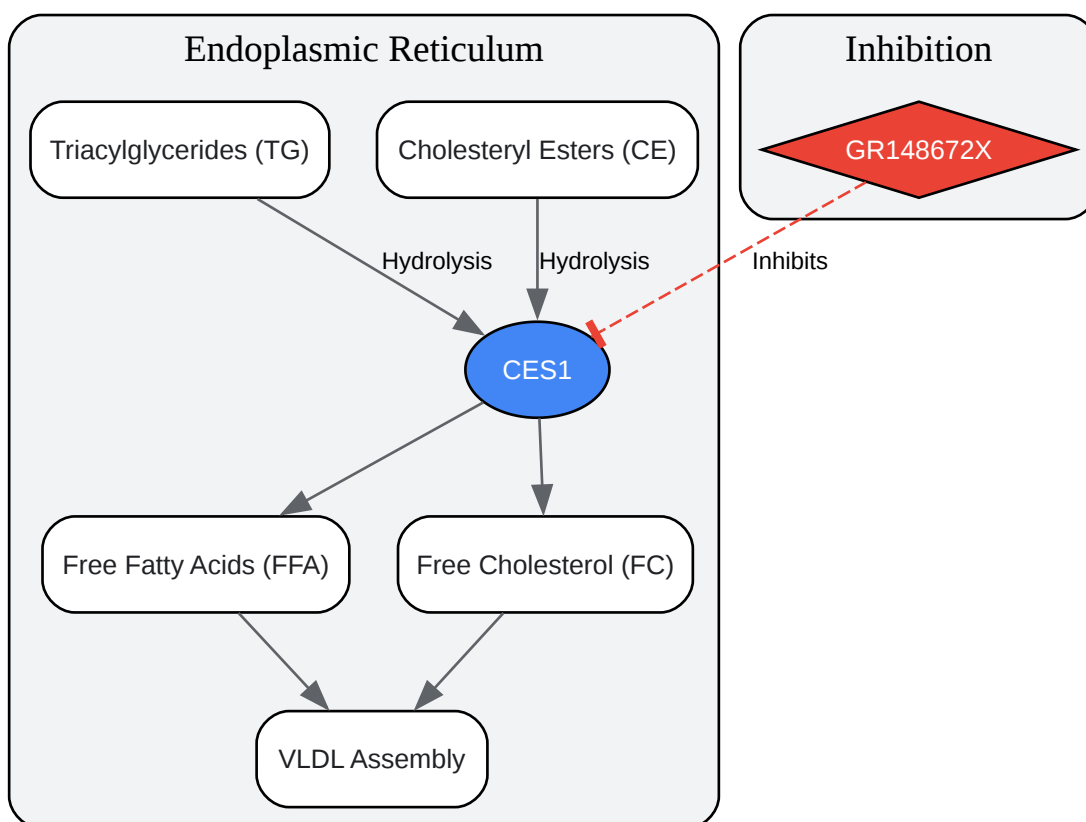 Endoplasmic Reticulum
Inhibition
Triacylglycerides (TG)
Cholesteryl Esters (CE)
GR148672X
Hydrolysis
Hydrolysis
Inhibits
CES1
Free Fatty Acids (FFA)
Free Cholesterol (FC)
VLDL Assembly